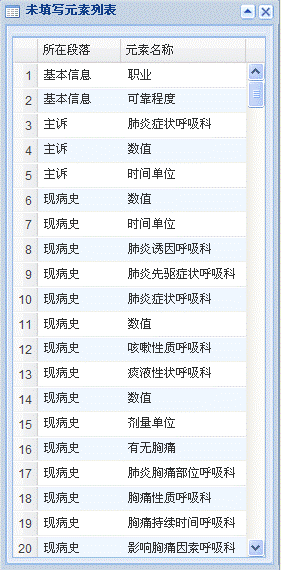 未填写元素列表
所在段落 元素名称
1 基本信息 职业
2 基本信息 可靠程度
3 主诉 肺炎症状呼吸科
4 主诉 数值
5 主诉 时间单位
6 现病史 数值
7 现病史 时间单位
8 现病史 肺炎诱因呼吸科
9 现病史 肺炎先驱症状呼吸科
10 现病史 肺炎症状呼吸科
11 现病史 数值
12 现病史 咳嗽性质呼吸科
13 现病史 痰液性状呼吸科
14 现病史 数值
15 现病史 剂量单位
16 现病史 有无胸痛
17 现病史 肺炎胸痛部位呼吸科
18 现病史 胸痛性质呼吸科
19 现病史 胸痛持续时间呼吸科
20 现病史 影响胸痛因素呼吸科